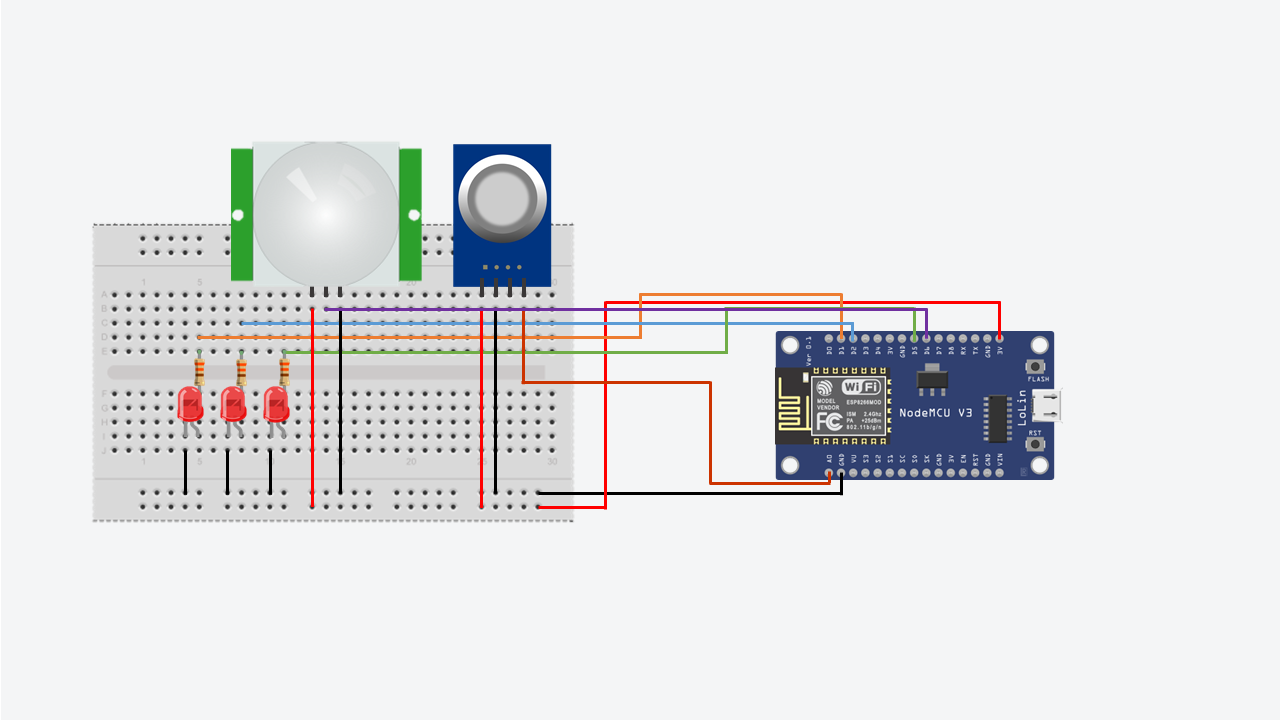 1 5 20 30
A
B
C
D
E
F
G
H
I
J
1 5 10 15 20 25 30
Ver 0.1
D0 D1 D2 D3 D4 3V GND D5 D6 D7 D8 RX TX GND 3V
FLASH
Wi Fi
MODEL
VENDOR
ESP8266MOD
FC
ISM 2.4Ghz
PA +25dBm
802.11b/g/n
NodeMCU V3
LoLin
RST
A0 GND VU S3 S2 S1 SC S0 SK GND 3V EN RST GND VIN